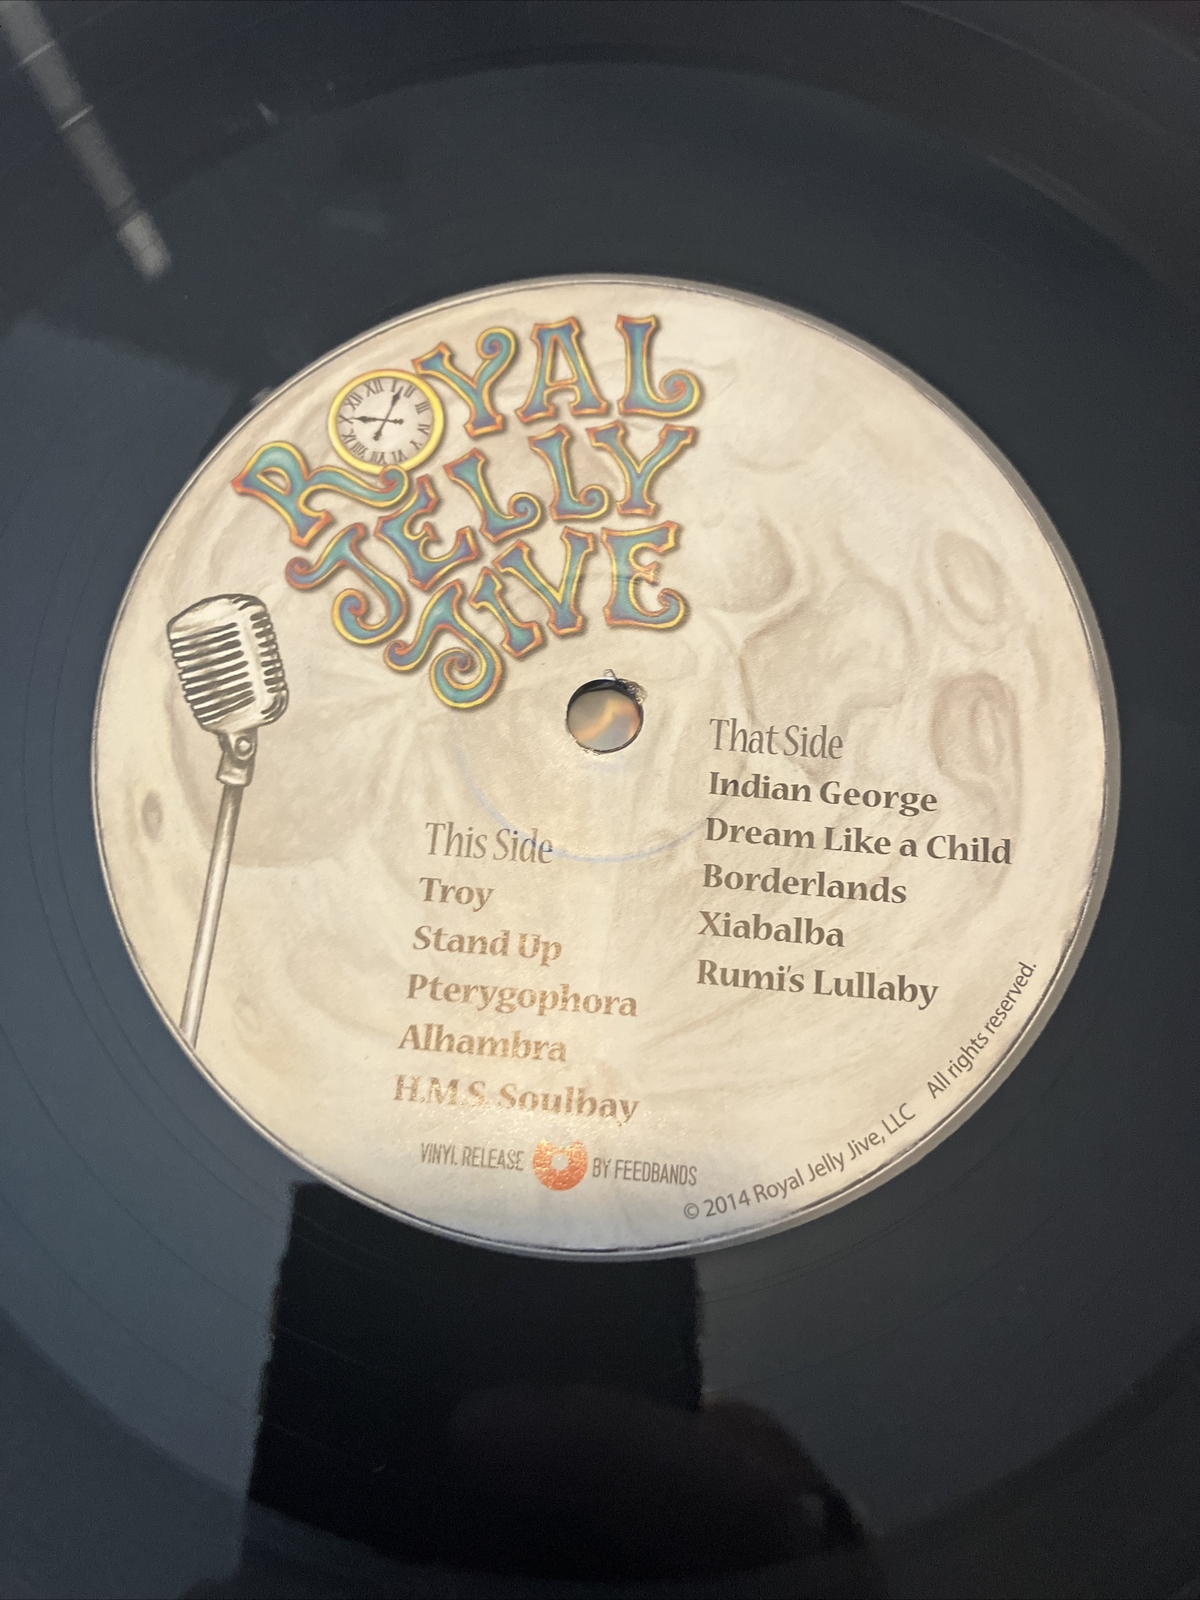 ROYAL
JELLY
JIVE
This Side
Troy
Stand Up
Pterygophora
Alhambra
H.M.S. Soulbay
That Side
Indian George
Dream Like a Child
Borderlands
Xiabalba
Rumi's Lullaby
VINYL RELEASE BY FEEDBANDS
© 2014 Royal Jelly Jive, LLC All rights reserved.